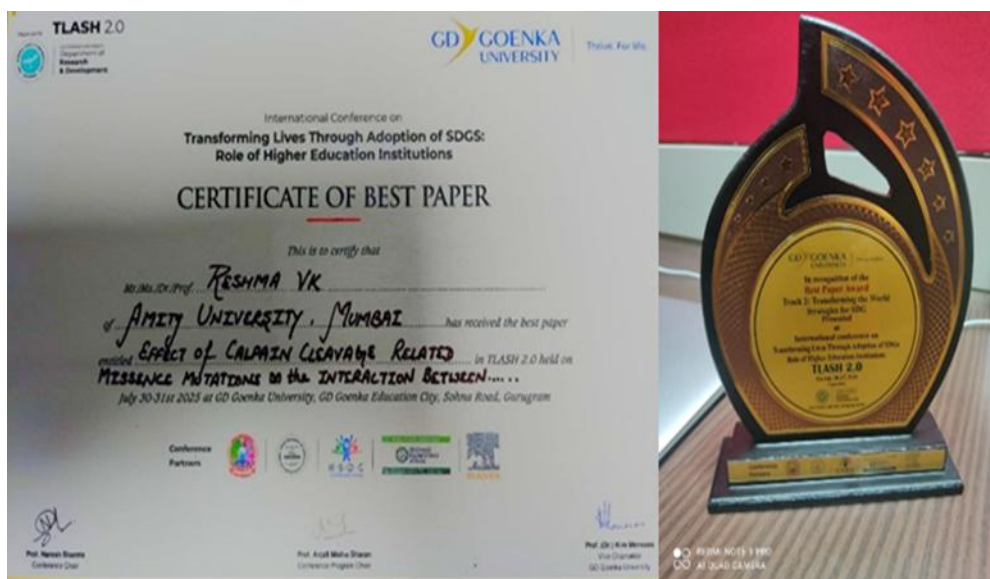 TLASH 2.0
Department of
Research
& Development
GD GOENKA
UNIVERSITY
Thrive. For life.
International Conference on
Transforming Lives Through Adoption of SDGS:
Role of Higher Education Institutions
CERTIFICATE OF BEST PAPER
This is to certify that
Mr./Ms./Dr./Prof. RESHMA VK
of AMITY UNIVERSITY, MUMBAI has received the best paper
entitled EFFECT OF CALPAIN CLEAVAGE RELATED in TLASH 2.0 held on
MISSENCE MUTATIONS on the INTERACTION BETWEEN.....
July 30-31st 2025 at GD Goenka University, GD Goenka Education City, Sohna Road, Gurugram
Conference
Partners
Conference Chair
Conference Program Chair
Vice Chancellor
GD Goenka University
GD GOENKA
UNIVERSITY
In recognition of the
Best Paper Award
Track 2: Transforming the World
Strategies for SDG
Presented
at
International conference on
Transforming Lives Through Adoption of SDGs
Role of Higher Education Institutions
TLASH 2.0
Conference
Partners
REDMI NOTE 9 PRO
AI QUAD CAMERA